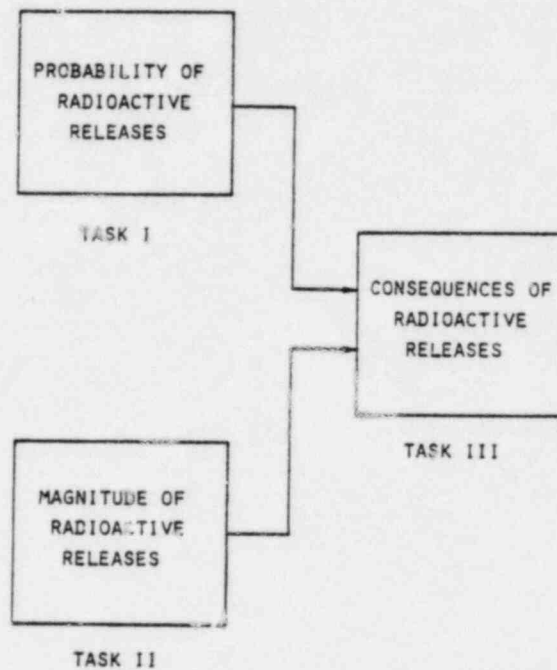 PROBABILITY OF
RADIOACTIVE
RELEASES
TASK I
CONSEQUENCES OF
RADIOACTIVE
RELEASES
TASK III
MAGNITUDE OF
RADIOACTIVE
RELEASES
TASK II